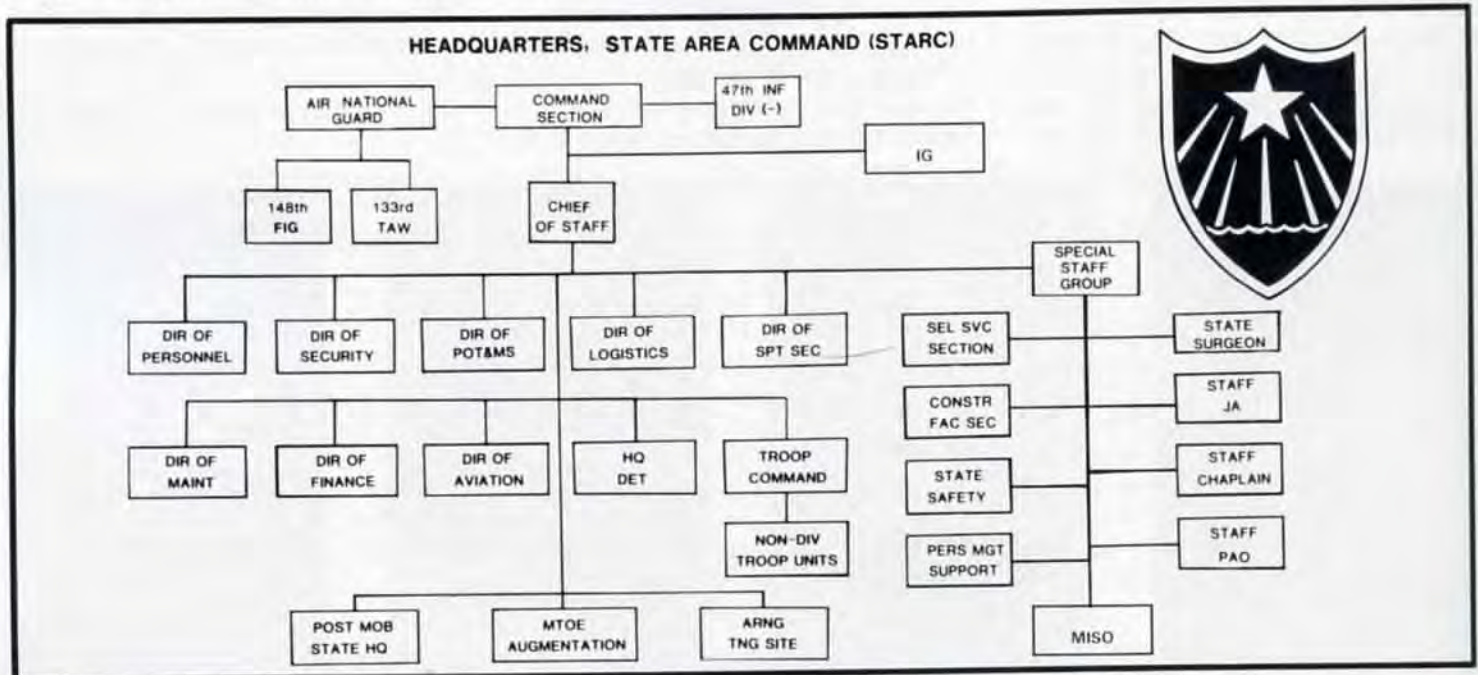 HEADQUARTERS, STATE AREA COMMAND (STARC)
AIR NATIONAL
GUARD
COMMAND
SECTION
47th INF
DIV (-)
IG
148th
FIG
133rd
TAW
CHIEF
OF STAFF
SPECIAL
STAFF
GROUP
DIR OF
PERSONNEL
DIR OF
SECURITY
DIR OF
POT&MS
DIR OF
LOGISTICS
DIR OF
SPT SEC
SEL SVC
SECTION
STATE
SURGEON
CONSTR
FAC SEC
STAFF
JA
DIR OF
MAINT
DIR OF
FINANCE
DIR OF
AVIATION
HQ
DET
TROOP
COMMAND
STATE
SAFETY
STAFF
CHAPLAIN
NON-DIV
TROOP UNITS
PERS MGT
SUPPORT
STAFF
PAO
POST MOB
STATE HQ
MTOE
AUGMENTATION
ARNG
TNG SITE
MISO